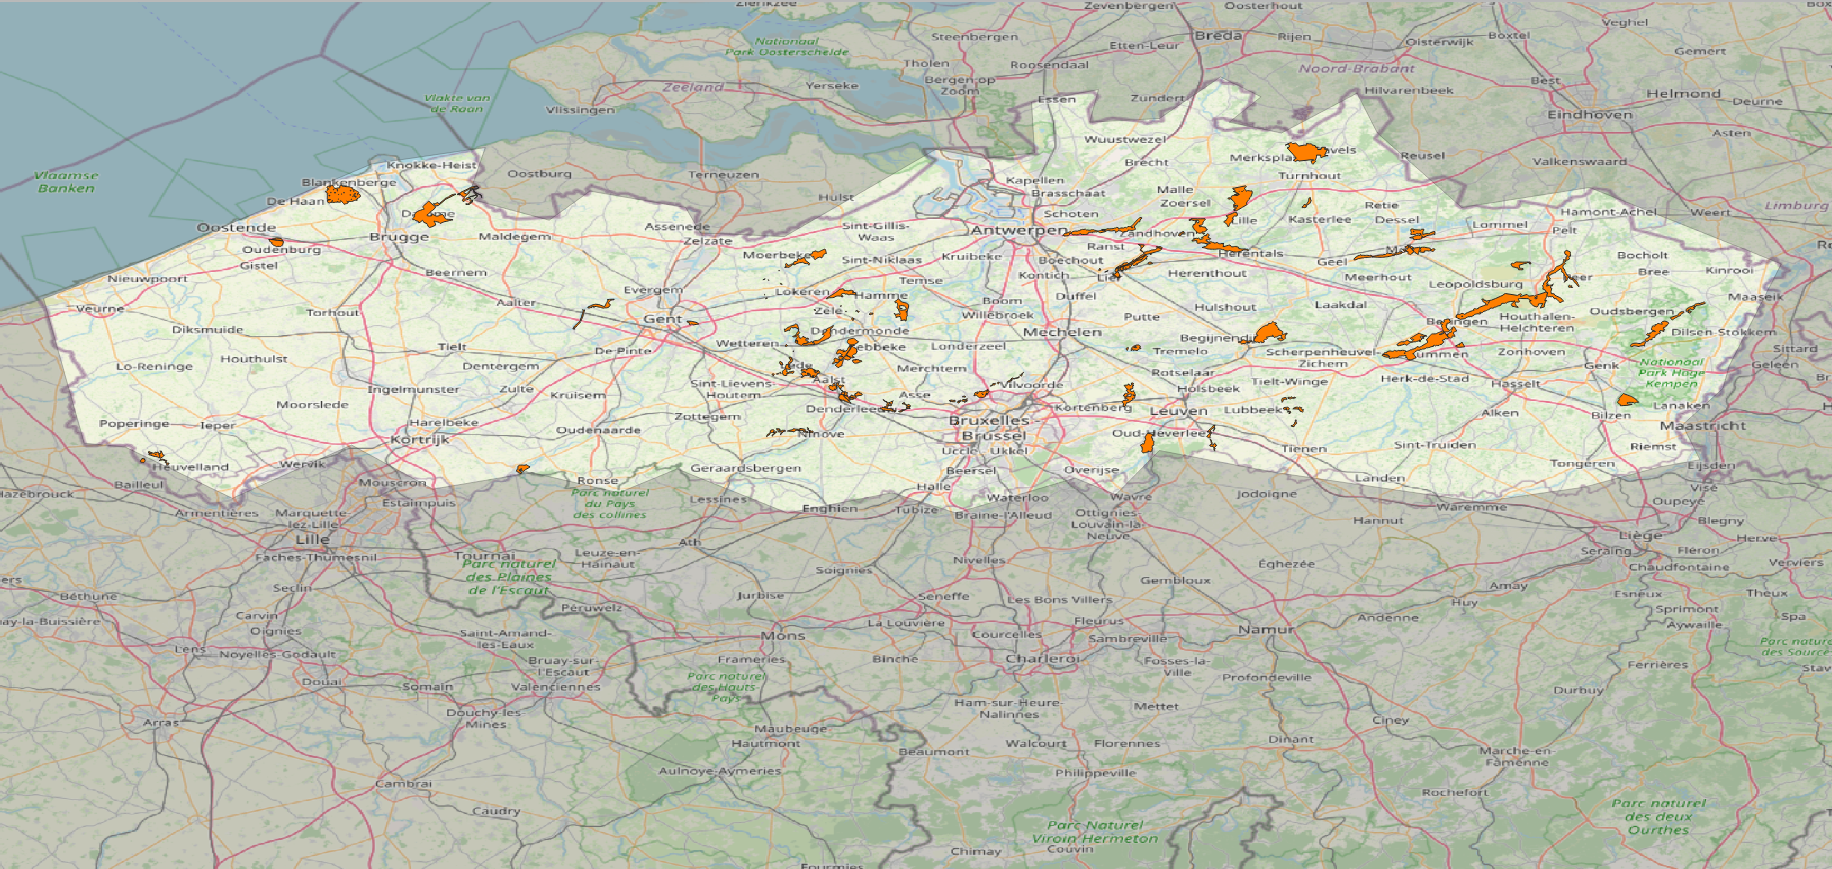 Zierikzee
Zevenbergen
Oosterhout
Veghel
Steenbergen
Breda
Rijen
Boxtel
Nationaal
Park Oosterschelde
Etten-Leur
Oisterwijk
Gemert
Tholen
Roosendaal
Noord-Brabant
Bergen op
Zoom
Zeeland
Yerseke
Best
Hilvarenbeek
Helmond
Deurne
Vlakte van
de Raan
Vlissingen
Essen
Zundert
Eindhoven
Asten
Wuustwezel
Knokke-Heist
Oostburg
Terneuzen
Brecht
Merksplas
Reusel
Valkenswaard
Vlaamse
Banken
Blankenberge
Kapellen
Turnhout
De Haan
Hulst
Brasschaat
Malle
Zoersel
Retie
Limburg
Schoten
Lille
Kasterlee
Dessel
Lommel
Hamont-Achel
Weert
Oostende
Brugge
Maldegem
Assenede
Zelzate
Sint-Gillis-
Waas
Antwerpen
Zandhoven
Pelt
Oudenburg
Gistel
Moerbeke
Sint-Niklaas
Kruibeke
Ranst
Boechout
Herentals
Geel
Bocholt
Bree
Kinrooi
Nieuwpoort
Beernem
Kontich
Herenthout
Meerhout
Temse
Leopoldsburg
Evergem
Lokeren
Hamme
Duffel
Maaseik
Aalter
Boom
Willebroek
Hulshout
Laakdal
Veurne
Torhout
Zele
Putte
Houthalen-
Helchteren
Oudsbergen
Gent
Diksmuide
Dendermonde
Mechelen
Beringen
Dilsen-Stokkem
Tielt
De Pinte
Wetteren
Londerzeel
Tremelo
Scherpenheuvel-
Zichem
Zonhoven
Sittard
Houthulst
Lo-Reninge
Dentergem
Merchtem
Rotselaar
Genk
Nationaal
Park Hoge
Kempen
Geleen
Ingelmunster
Zulte
Kruisem
Sint-Lievens-
Houtem
Aalst
Asse
Vilvoorde
Holsbeek
Tielt-Winge
Herk-de-Stad
Hasselt
Moorslede
Zottegem
Denderleeuw
Kortenberg
Leuven
Lubbeek
Alken
Bilzen
Lanaken
Maastricht
Poperinge
Ieper
Harelbeke
Oudenaarde
Bruxelles -
Brussel
Oud-Heverlee
Kortrijk
Ninove
Uccle
Ukkel
Tienen
Sint-Truiden
Riemst
Heuvelland
Wervik
Geraardsbergen
Beersel
Overijse
Tongeren
Eijsden
Bailleul
Mouscron
Ronse
Halle
Landen
Hazebrouck
Estaimpuis
Parc naturel
du Pays
des collines
Lessines
Waterloo
Wavre
Jodoigne
Visé
Armentières
Marquette-
lez-Lille
Enghien
Tubize
Braine-l'Alleud
Ottignies-
Louvain-la-
Neuve
Hannut
Waremme
Oupeye
Blegny
Lille
Faches-Thumesnil
Tournai
Parc naturel
des Plaines
de l'Escaut
Leuze-en-
Hainaut
Ath
Nivelles
Liège
Herve
Seraing
Fléron
Chaudfontaine
Verviers
Seclin
Soignies
Éghezée
Gembloux
Béthune
Carvin
Péruwelz
Jurbise
Seneffe
Les Bons Villers
Huy
Amay
Esneux
Theux
Oignies
La Louvière
Fleurus
Andenne
Sprimont
Aywaille
Spa
Lens
Noyelles-Godault
Saint-Amand-
les-Eaux
Mons
Courcelles
Sambreville
Namur
Douai
Bruay-sur-
l'Escaut
Valenciennes
Frameries
Binche
Charleroi
Fosses-la-
Ville
Profondeville
Ferrières
Somain
Parc naturel
des Hauts-
Pays
Durbuy
Arras
Douchy-les-
Mines
Maubeuge
Hautmont
Ham-sur-Heure-
Nalinnes
Mettet
Ciney
Dinant
Beaumont
Walcourt
Florennes
Marche-en-
Famenne
Cambrai
Aulnoye-Aymeries
Philippeville
Rochefort
Caudry
Parc Naturel
Viroin Hermeton
Parc naturel
des deux
Ourthes
Chimay
Couvin
Fourmies